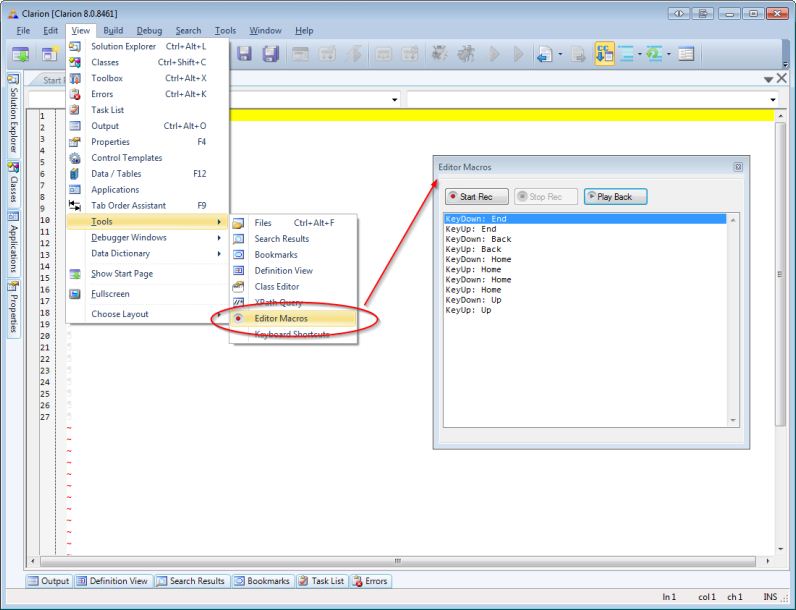 Clarion [Clarion 8.0.8461]
File Edit View Build Debug Search Tools Window Help
Solution Explorer Ctrl+Alt+L
Classes Ctrl+Shift+C
Toolbox Ctrl+Alt+X
Errors Ctrl+Alt+K
Task List
Output Ctrl+Alt+O
Properties F4
Control Templates
Data / Tables F12
Applications
Tab Order Assistant F9
Tools
Debugger Windows
Data Dictionary
Show Start Page
Fullscreen
Choose Layout
Files Ctrl+Alt+F
Search Results
Bookmarks
Definition View
Class Editor
XPath Query
Editor Macros
Keyboard Shortcuts
Start
Solution Explorer
Classes
Applications
Properties
1
2
3
4
5
6
7
8
9
10
11
12
13
14
15
16
17
18
19
20
21
22
23
24
25
26
27
Editor Macros
Start Rec Stop Rec Play Back
KeyDown: End
KeyUp: End
KeyDown: Back
KeyUp: Back
KeyDown: Home
KeyUp: Home
KeyDown: Home
KeyUp: Home
KeyDown: Up
KeyUp: Up
Output Definition View Search Results Bookmarks Task List Errors
ln 1 col 1 ch 1 INS